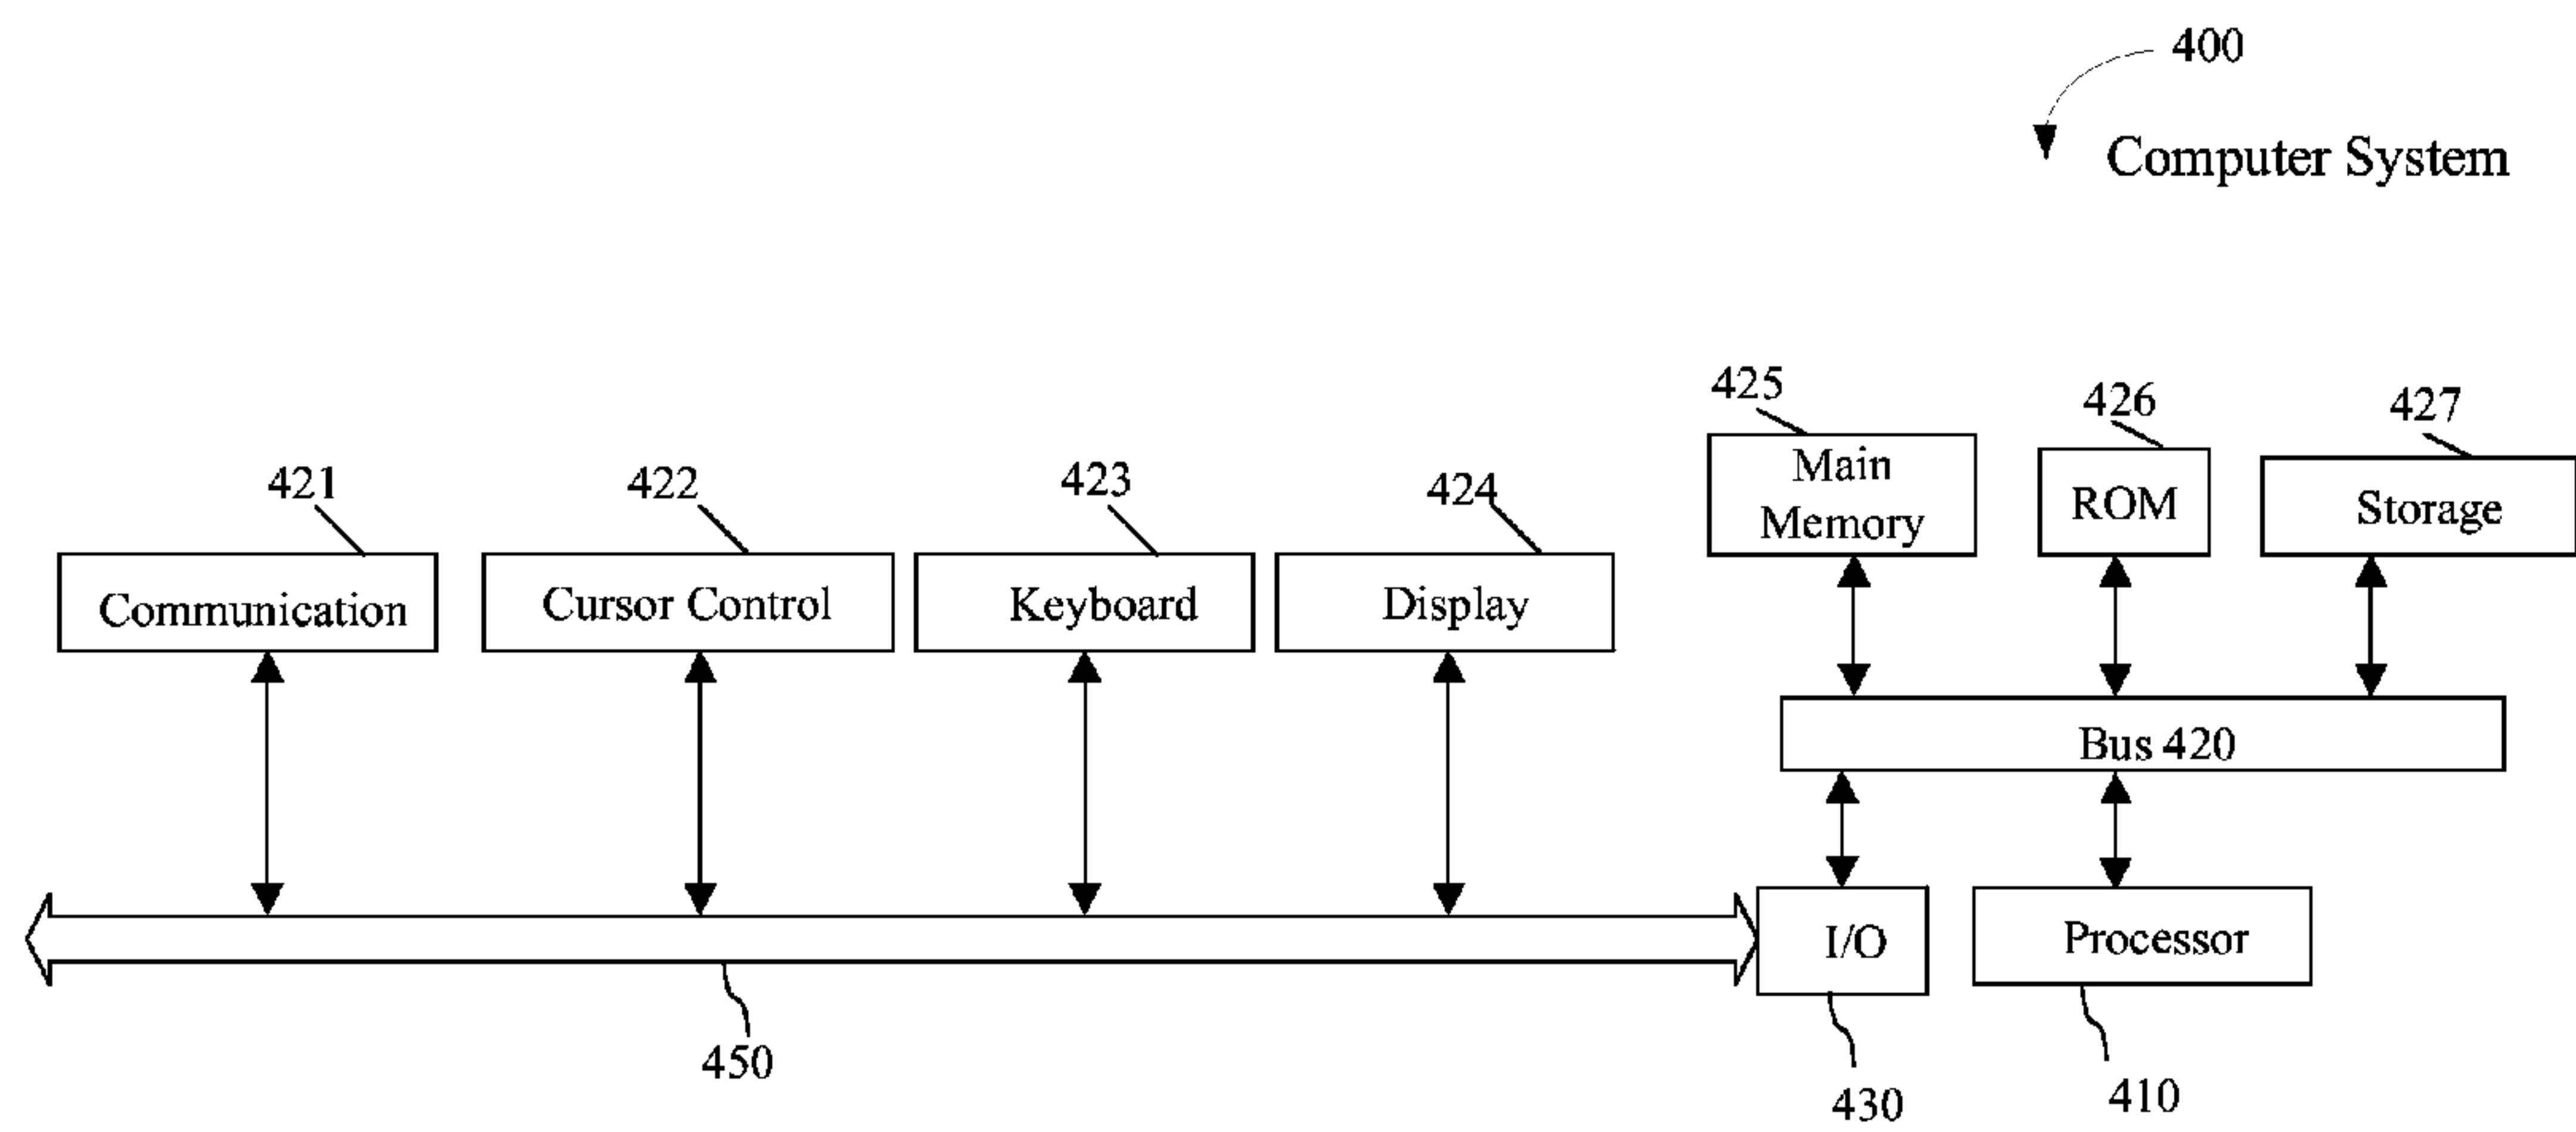 400
Computer System
425
426
427
Main
Memory
ROM
Storage
421
422
423
424
Communication
Cursor Control
Keyboard
Display
Bus 420
I/O
Processor
450
430
410